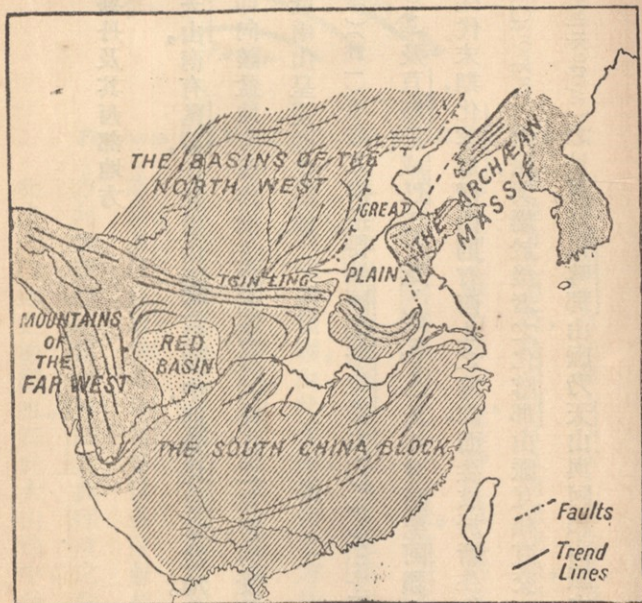 THE BASINS OF THE
NORTH WEST
THE ARCHÆAN
MASSIF
GREAT
PLAIN
TSIN LING
MOUNTAINS
OF
THE
FAR WEST
RED
BASIN
THE SOUTH CHINA BLOCK
Faults
Trend
Lines